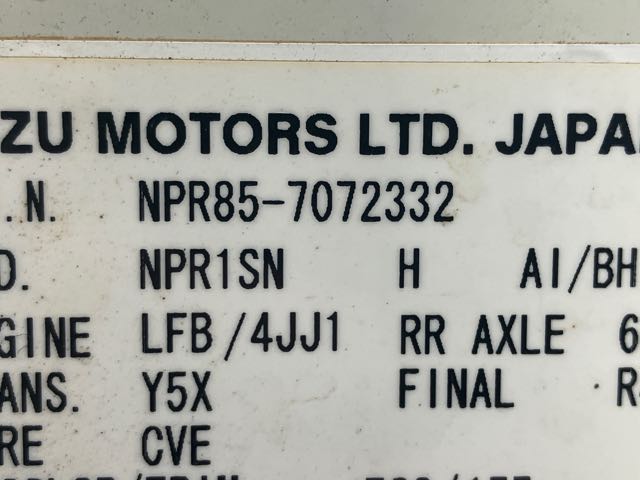 ZU MOTORS LTD. JAPA
.N. NPR85-7072332
D. NPR1SN H AI/BH
GINE LFB/4JJ1 RR AXLE 6
ANS. Y5X FINAL R
RE CVE